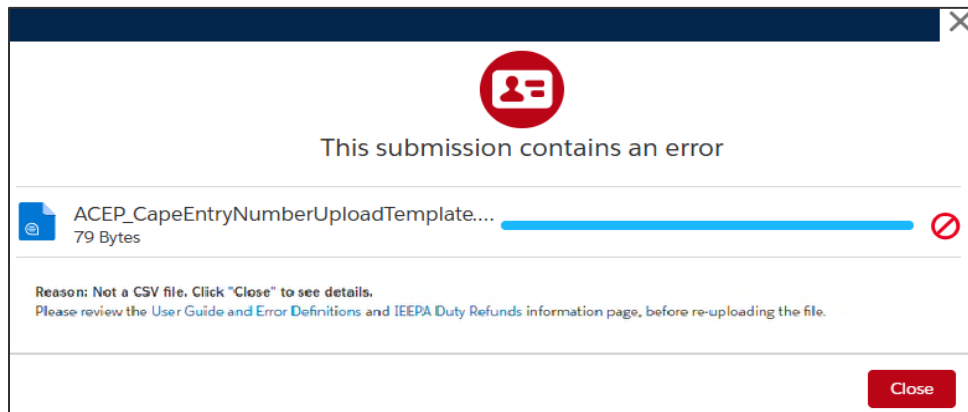 This submission contains an error
ACEP_CapeEntryNumberUploadTemplate....
79 Bytes
Reason: Not a CSV file. Click "Close" to see details.
Please review the User Guide and Error Definitions and IEEPA Duty Refunds information page, before re-uploading the file.
Close